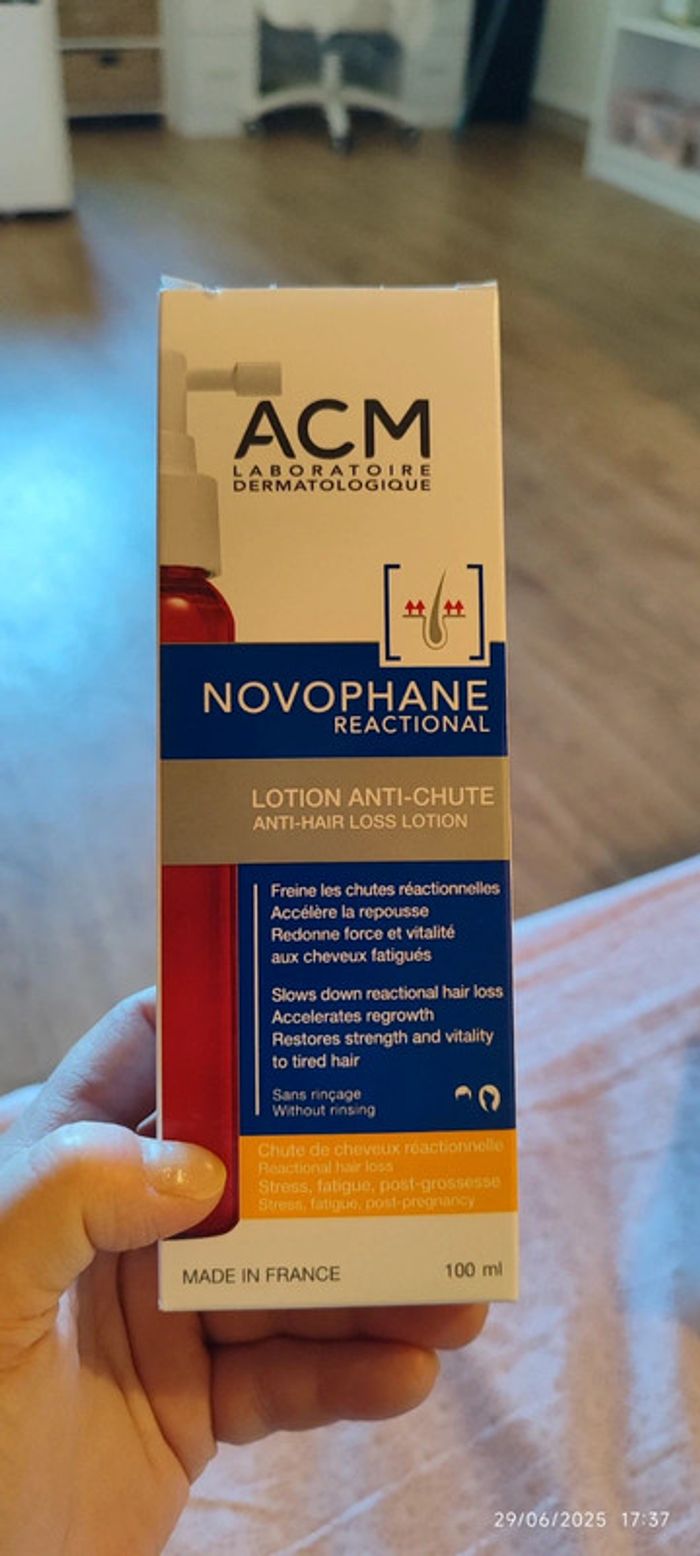 ACM
LABORATOIRE
DERMATOLOGIQUE
NOVOPHANE
REACTIONAL
LOTION ANTI-CHUTE
ANTI-HAIR LOSS LOTION
Freine les chutes réactionnelles
Accélère la repousse
Redonne force et vitalité
aux cheveux fatigués
Slows down reactional hair loss
Accelerates regrowth
Restores strength and vitality
to tired hair
Sans rinçage
Without rinsing
Chute de cheveux réactionnelle
Reactional hair loss
Stress, fatigue, post-grossesse
Stress, fatigue, post-pregnancy
MADE IN FRANCE
100 ml
29/06/2025 17:37